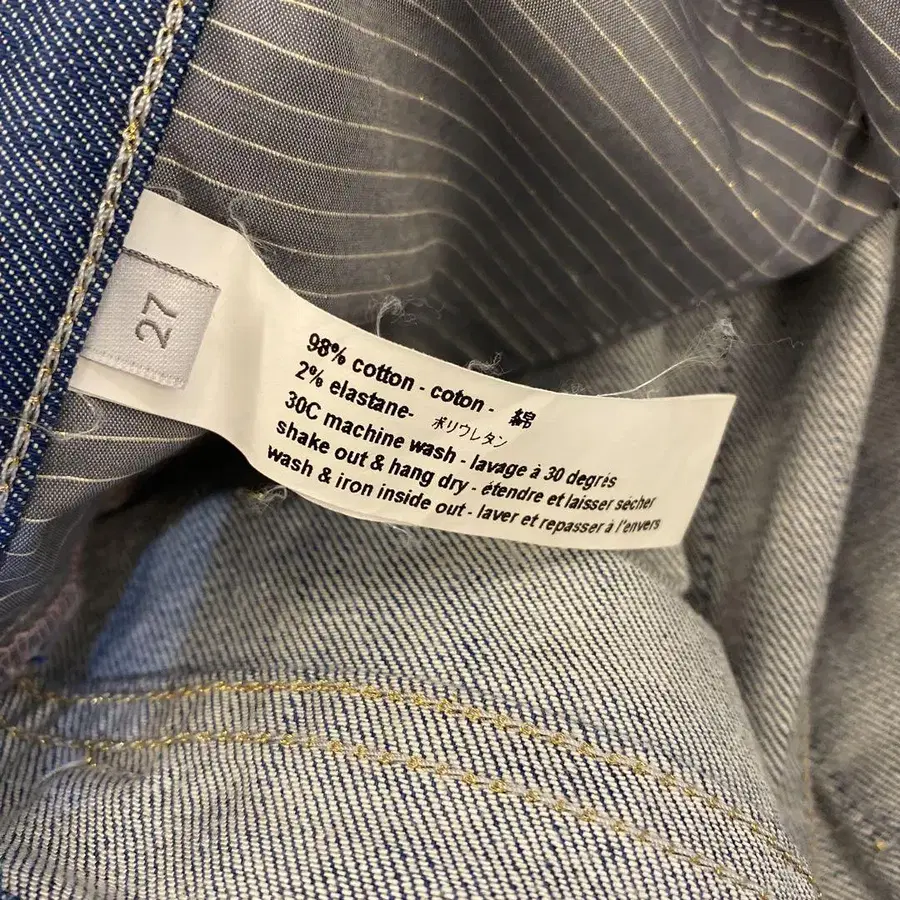 27
98% cotton - coton - 綿
2% elastane- ポリウレタン
30C machine wash - lavage à 30 degrés
shake out & hang dry - étendre et laisser sécher
wash & iron inside out - laver et repasser à l'envers